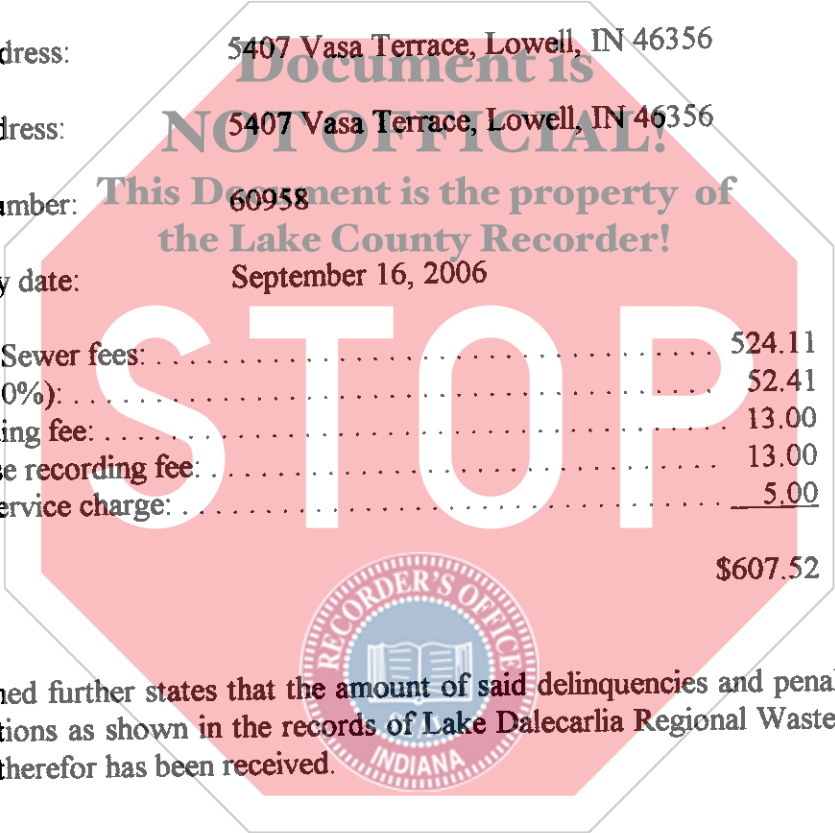 dress: 5407 Vasa Terrace, Lowell, IN 46356
Document is
dress: 5407 Vasa Terrace, Lowell, IN 46356
NOT OFFICIAL!
This Document is the property of
umber: 60958
the Lake County Recorder!
y date: September 16, 2006
STOP
Sewer fees: 524.11
0%): 52.41
ing fee: 13.00
se recording fee: 13.00
ervice charge: 5.00
$607.52
RECORDER'S OFFICE
ned further states that the amount of said delinquencies and penal
tions as shown in the records of Lake Dalecarlia Regional Waste
therefor has been received.
INDIANA